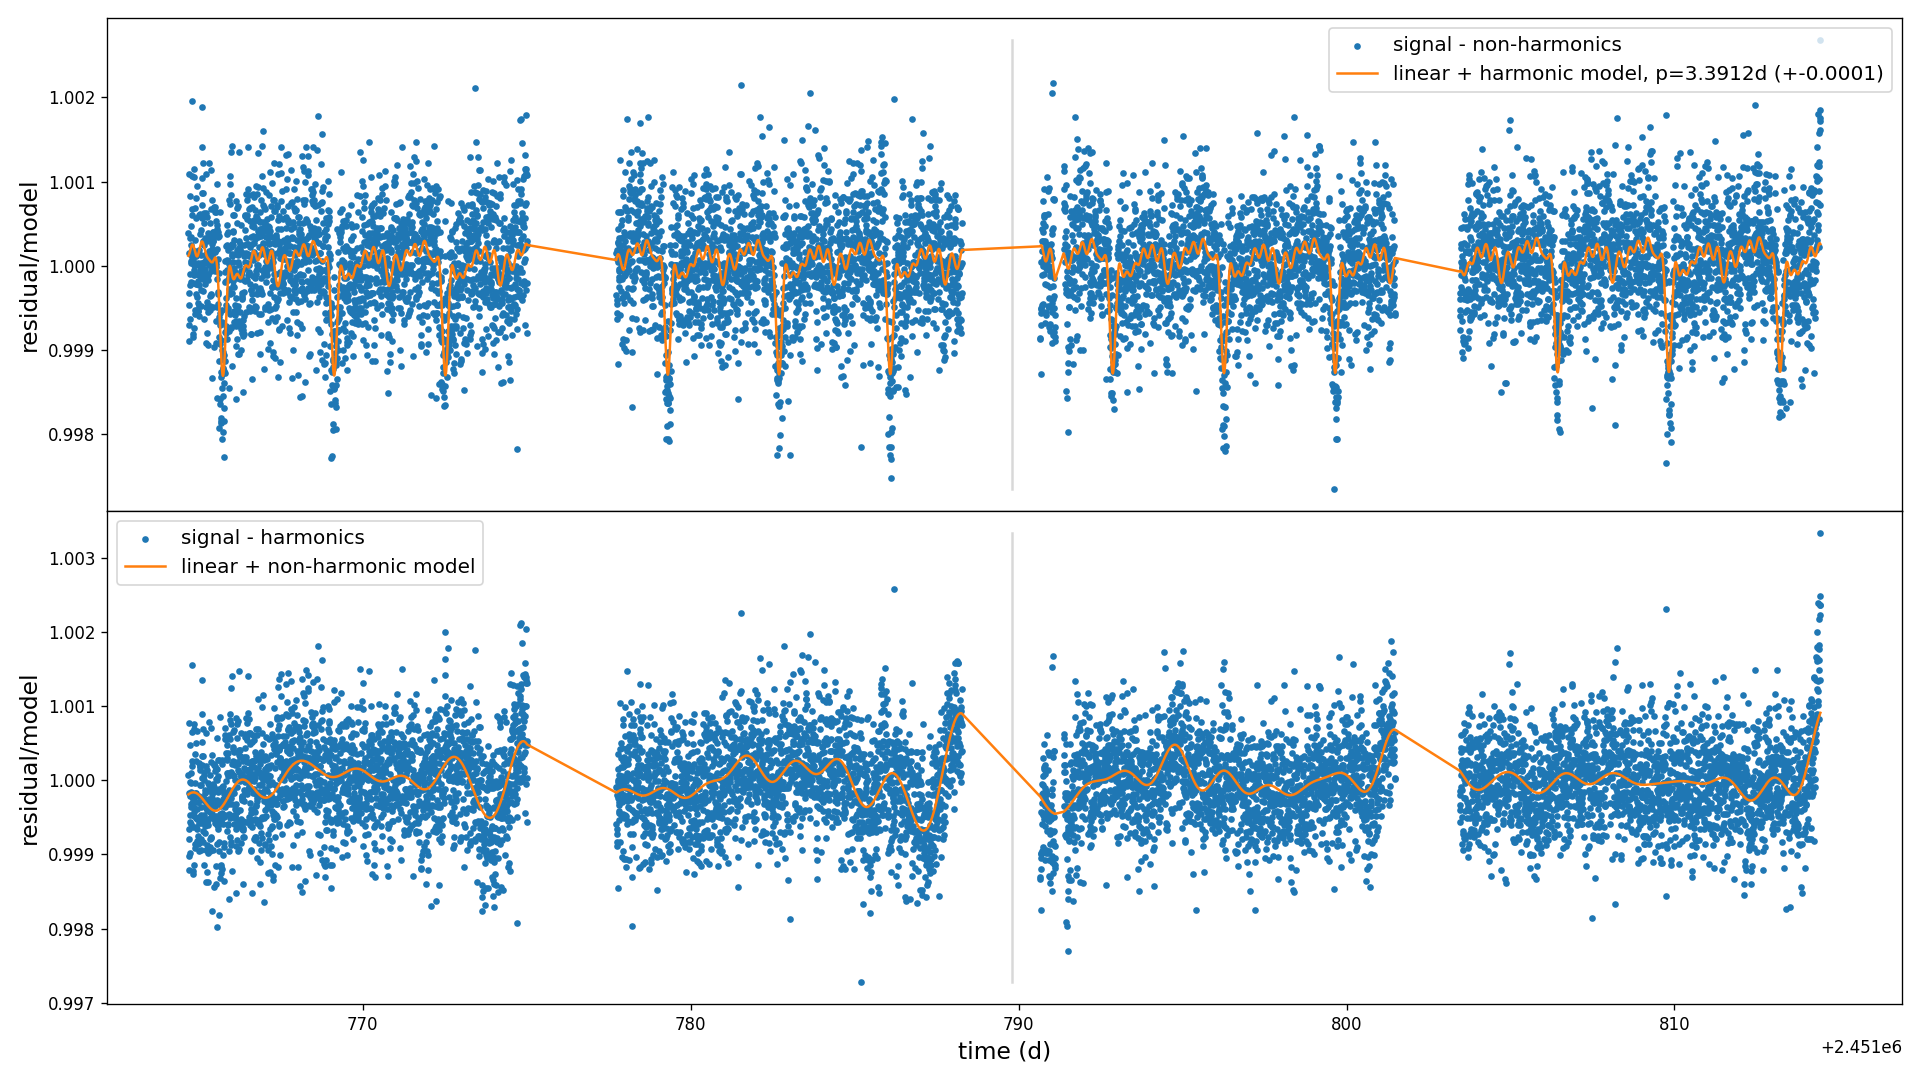 signal - non-harmonics
linear + harmonic model, p=3.3912d (+-0.0001)
residual/model
1.002
1.001
1.000
0.999
0.998
signal - harmonics
linear + non-harmonic model
residual/model
1.003
1.002
1.001
1.000
0.999
0.998
0.997
770
780
790
800
810
time (d)
+2.451e6